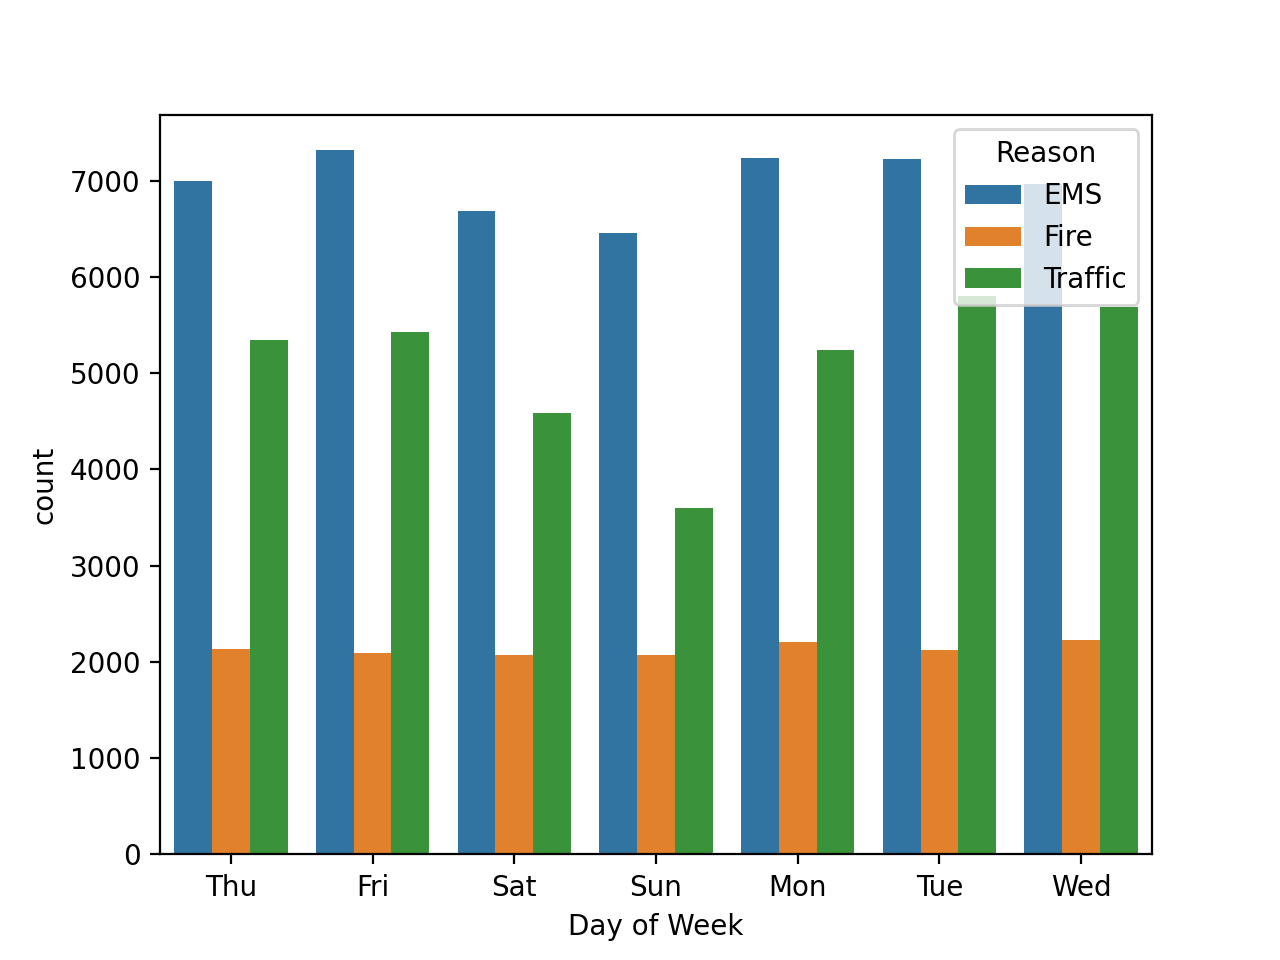 Reason
EMS
Fire
Traffic
7000
6000
5000
4000
3000
2000
1000
0
count
Thu Fri Sat Sun Mon Tue Wed
Day of Week